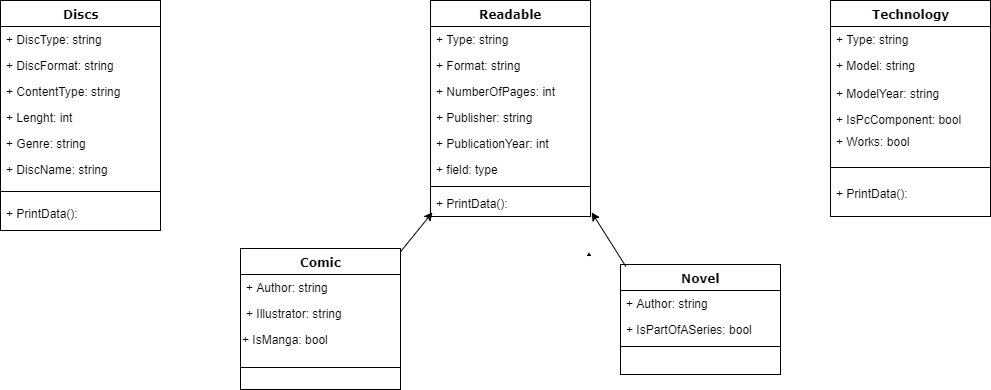 Discs
+ DiscType: string
+ DiscFormat: string
+ ContentType: string
+ Lenght: int
+ Genre: string
+ DiscName: string
+ PrintData():
Readable
+ Type: string
+ Format: string
+ NumberOfPages: int
+ Publisher: string
+ PublicationYear: int
+ field: type
+ PrintData():
Technology
+ Type: string
+ Model: string
+ ModelYear: string
+ IsPcComponent: bool
+ Works: bool
+ PrintData():
Comic
+ Author: string
+ Illustrator: string
+ IsManga: bool
Novel
+ Author: string
+ IsPartOfASeries: bool